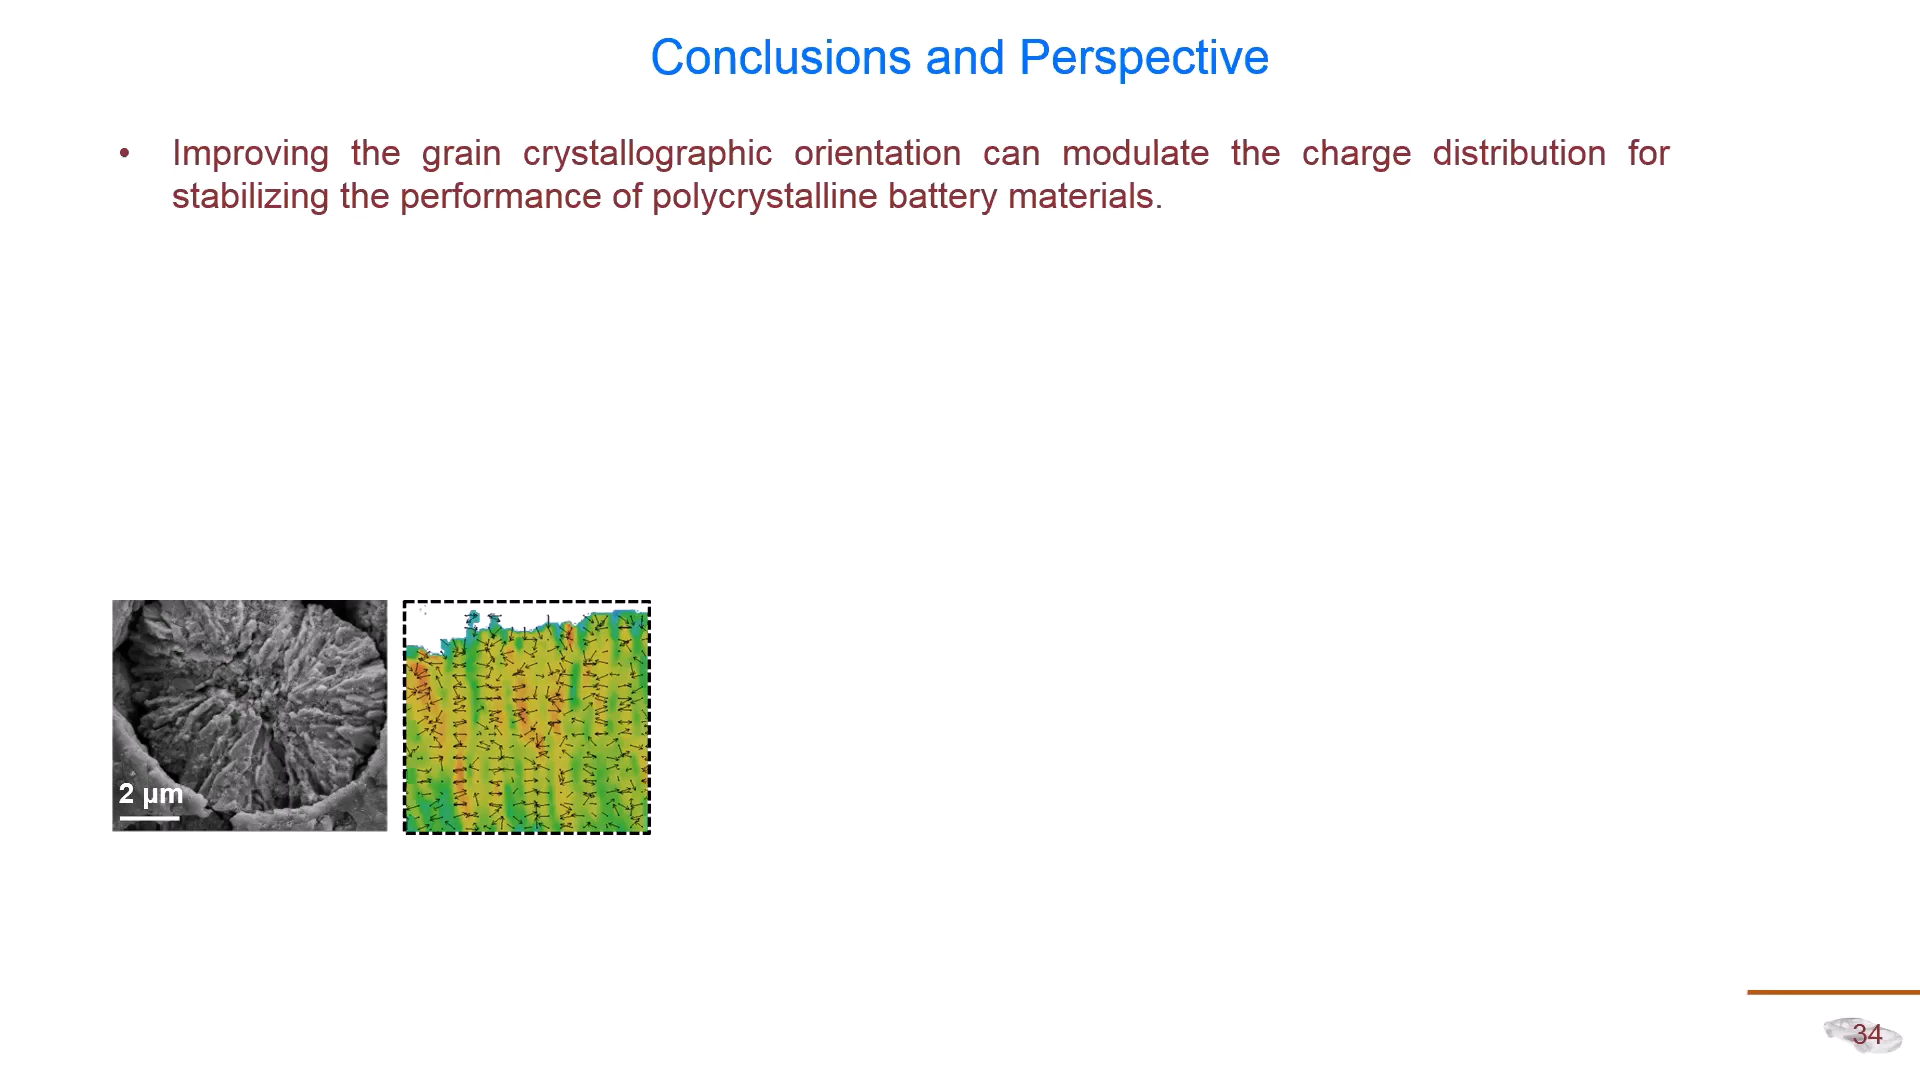 Conclusions and Perspective
• Improving the grain crystallographic orientation can modulate the charge distribution for
stabilizing the performance of polycrystalline battery materials.
2 μm
34